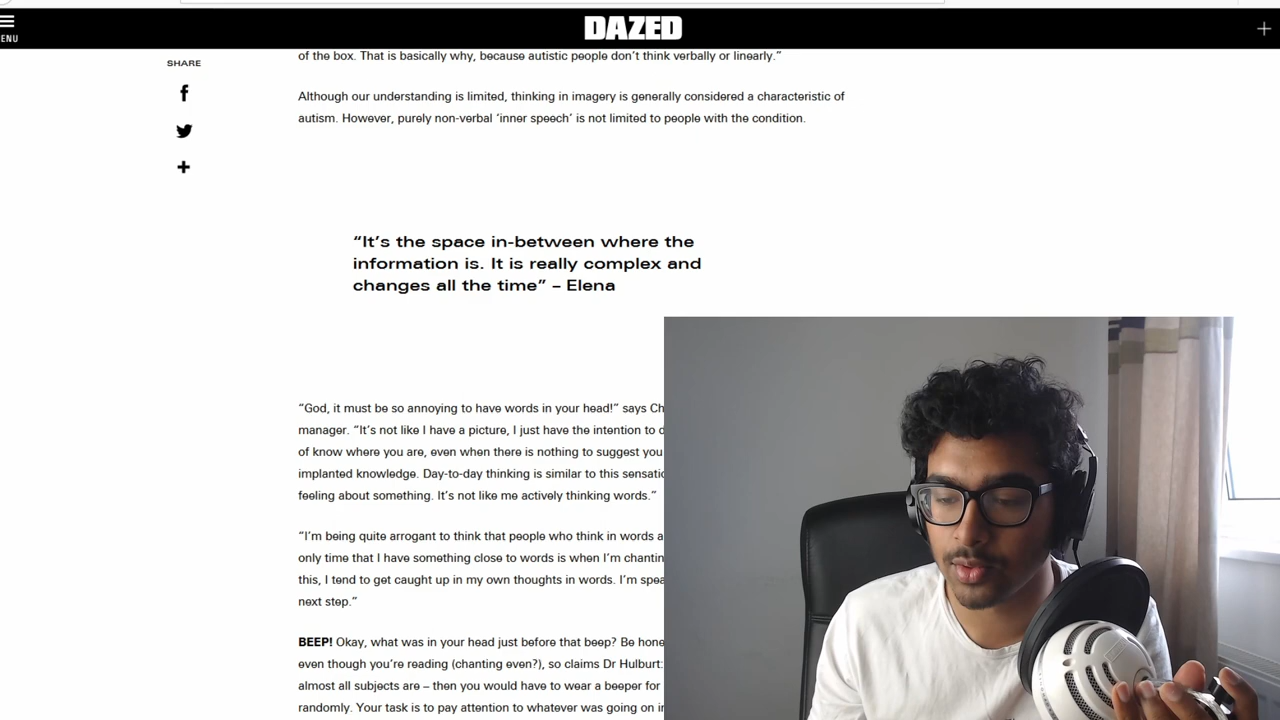 DAZED
ENU
SHARE
of the box. That is basically why, because autistic people don’t think verbally or linearly.”
Although our understanding is limited, thinking in imagery is generally considered a characteristic of
autism. However, purely non-verbal ‘inner speech’ is not limited to people with the condition.
“It’s the space in-between where the
information is. It is really complex and
changes all the time” – Elena
“God, it must be so annoying to have words in your head!” says Ch
manager. “It’s not like I have a picture, I just have the intention to d
of know where you are, even when there is nothing to suggest you
implanted knowledge. Day-to-day thinking is similar to this sensatio
feeling about something. It’s not like me actively thinking words.”
“I’m being quite arrogant to think that people who think in words a
only time that I have something close to words is when I’m chantin
this, I tend to get caught up in my own thoughts in words. I’m spea
next step.”
BEEP! Okay, what was in your head just before that beep? Be hone
even though you’re reading (chanting even?), so claims Dr Hulburt:
almost all subjects are – then you would have to wear a beeper for
randomly. Your task is to pay attention to whatever was going on in